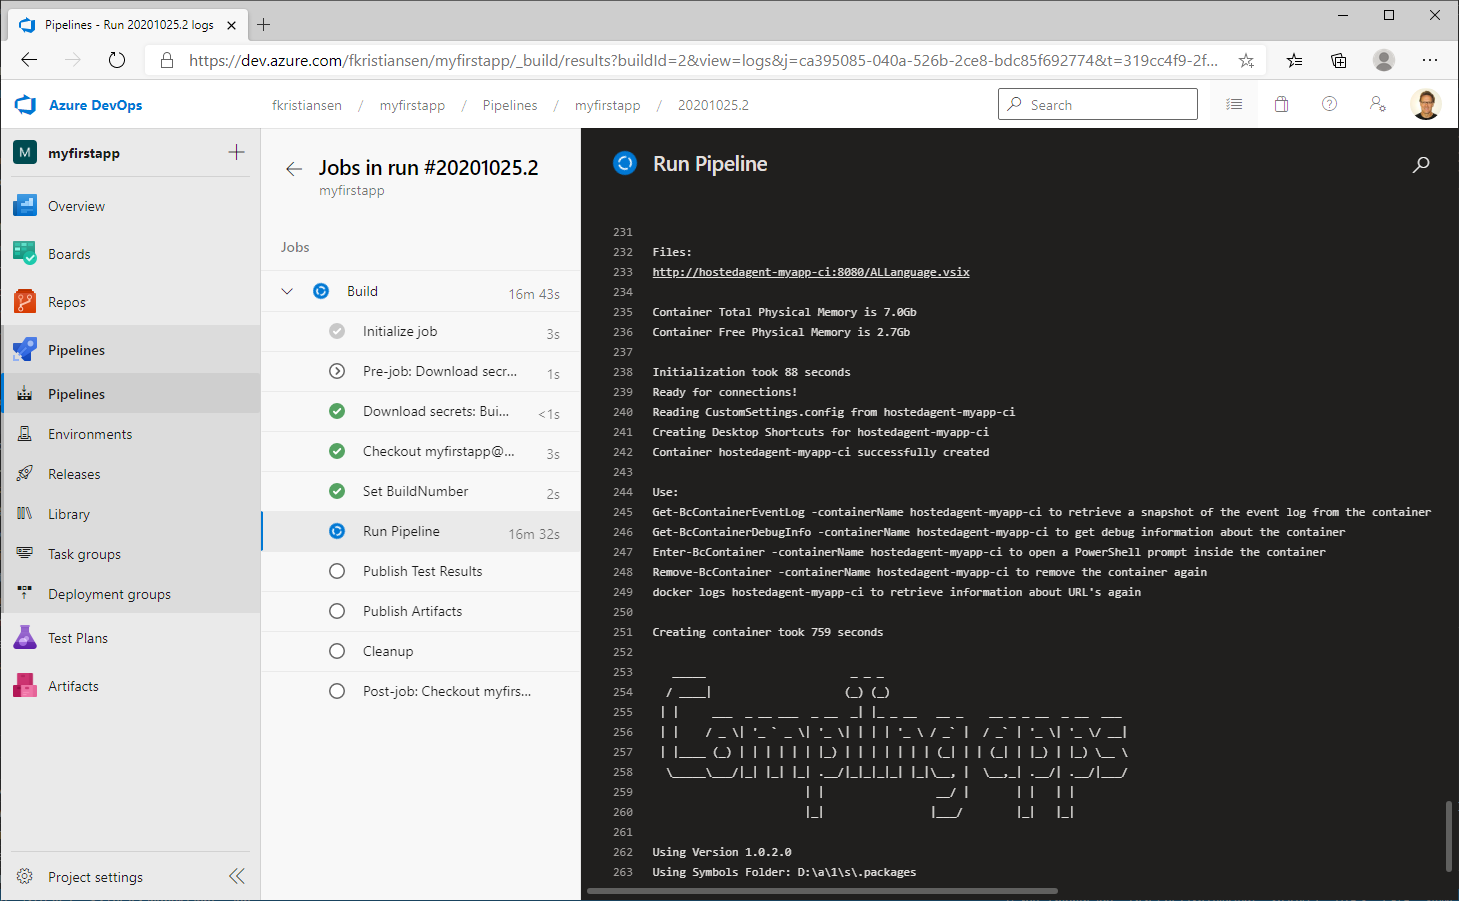 Pipelines - Run 20201025.2 logs
https://dev.azure.com/fkristiansen/myfirstapp/_build/results?buildId=2&view=logs&j=ca395085-040a-526b-2ce8-bdc85f692774&t=319cc4f9-2f...
Azure DevOps
fkristiansen / myfirstapp / Pipelines / myfirstapp / 20201025.2
Search
M myfirstapp
Overview
Boards
Repos
Pipelines
Pipelines
Environments
Releases
Library
Task groups
Deployment groups
Test Plans
Artifacts
Project settings
Jobs in run #20201025.2
myfirstapp
Jobs
Build 16m 43s
Initialize job 3s
Pre-job: Download secr... 1s
Download secrets: Bui... <1s
Checkout myfirstapp@... 3s
Set BuildNumber 2s
Run Pipeline 16m 32s
Publish Test Results
Publish Artifacts
Cleanup
Post-job: Checkout myfirs...
Run Pipeline
231
232 Files:
233 http://hostedagent-myapp-ci:8080/ALLanguage.vsix
234
235 Container Total Physical Memory is 7.0Gb
236 Container Free Physical Memory is 2.7Gb
237
238 Initialization took 88 seconds
239 Ready for connections!
240 Reading CustomSettings.config from hostedagent-myapp-ci
241 Creating Desktop Shortcuts for hostedagent-myapp-ci
242 Container hostedagent-myapp-ci successfully created
243
244 Use:
245 Get-BcContainerEventLog -containerName hostedagent-myapp-ci to retrieve a snapshot of the event log from the container
246 Get-BcContainerDebugInfo -containerName hostedagent-myapp-ci to get debug information about the container
247 Enter-BcContainer -containerName hostedagent-myapp-ci to open a PowerShell prompt inside the container
248 Remove-BcContainer -containerName hostedagent-myapp-ci to remove the container again
249 docker logs hostedagent-myapp-ci to retrieve information about URL's again
250
251 Creating container took 759 seconds
252
253
254
255
256
257 Compiling apps
258
259
260
261
262 Using Version 1.0.2.0
263 Using Symbols Folder: D:\a\1\s\.packages